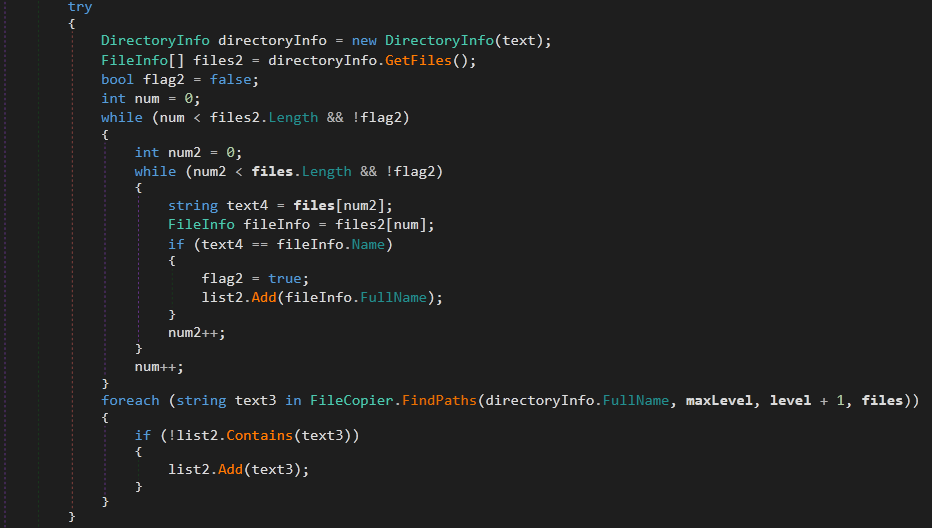 try
{
DirectoryInfo directoryInfo = new DirectoryInfo(text);
FileInfo[] files2 = directoryInfo.GetFiles();
bool flag2 = false;
int num = 0;
while (num < files2.Length && !flag2)
{
int num2 = 0;
while (num2 < files.Length && !flag2)
{
string text4 = files[num2];
FileInfo fileInfo = files2[num];
if (text4 == fileInfo.Name)
{
flag2 = true;
list2.Add(fileInfo.FullName);
}
num2++;
}
num++;
}
foreach (string text3 in FileCopier.FindPaths(directoryInfo.FullName, maxLevel, level + 1, files))
{
if (!list2.Contains(text3))
{
list2.Add(text3);
}
}
}